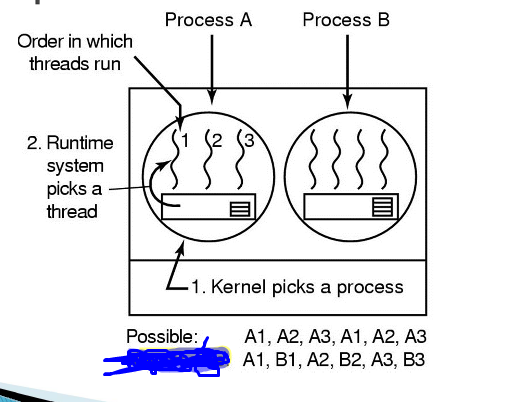 Process A
Process B
Order in which
threads run
1
2
3
2. Runtime
system
picks a
thread
1. Kernel picks a process
Possible: A1, A2, A3, A1, A2, A3
A1, B1, A2, B2, A3, B3